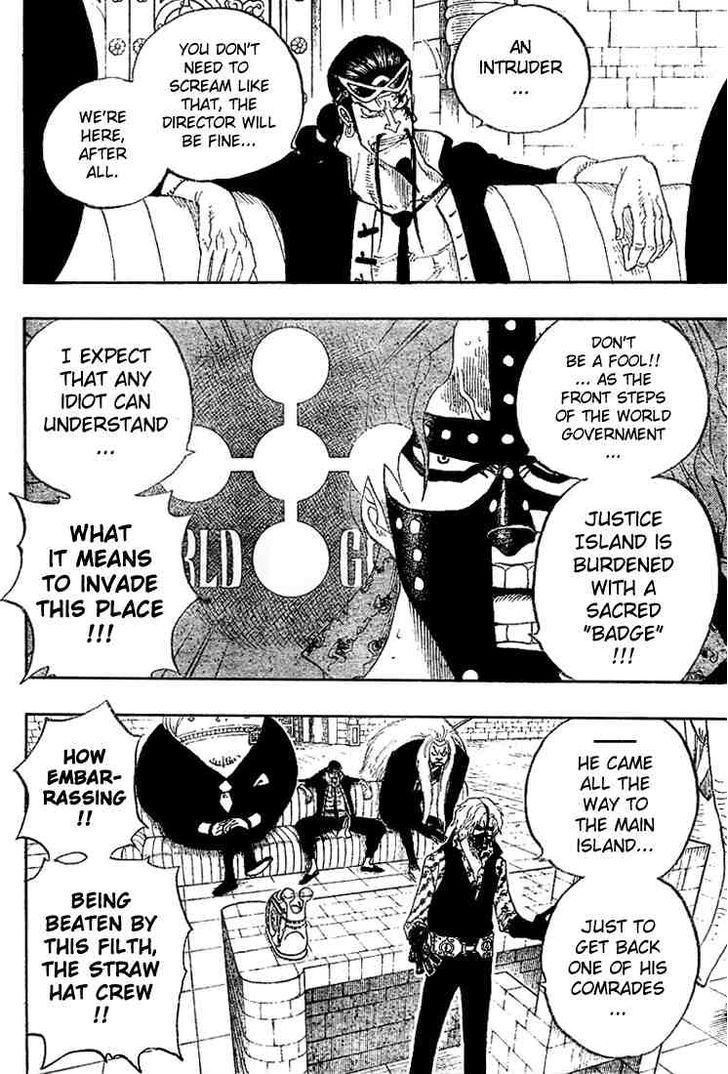 AN
INTRUDER
...
YOU DON'T
NEED TO
SCREAM LIKE
THAT, THE
DIRECTOR WILL
BE FINE...
WE'RE
HERE,
AFTER
ALL.
DON'T
BE A FOOL!!
... AS THE
FRONT STEPS
OF THE WORLD
GOVERNMENT
...
JUSTICE
ISLAND IS
BURDENED
WITH A
SACRED
"BADGE"
!!!
I EXPECT
THAT ANY
IDIOT CAN
UNDERSTAND
...
WHAT
IT MEANS
TO INVADE
THIS PLACE
!!!
RLD G
HE CAME
ALL THE
WAY TO
THE MAIN
ISLAND...
JUST TO
GET BACK
ONE OF HIS
COMRADES
...
HOW
EMBAR-
RASSING
!!
BEING
BEATEN BY
THIS FILTH,
THE STRAW
HAT CREW
!!